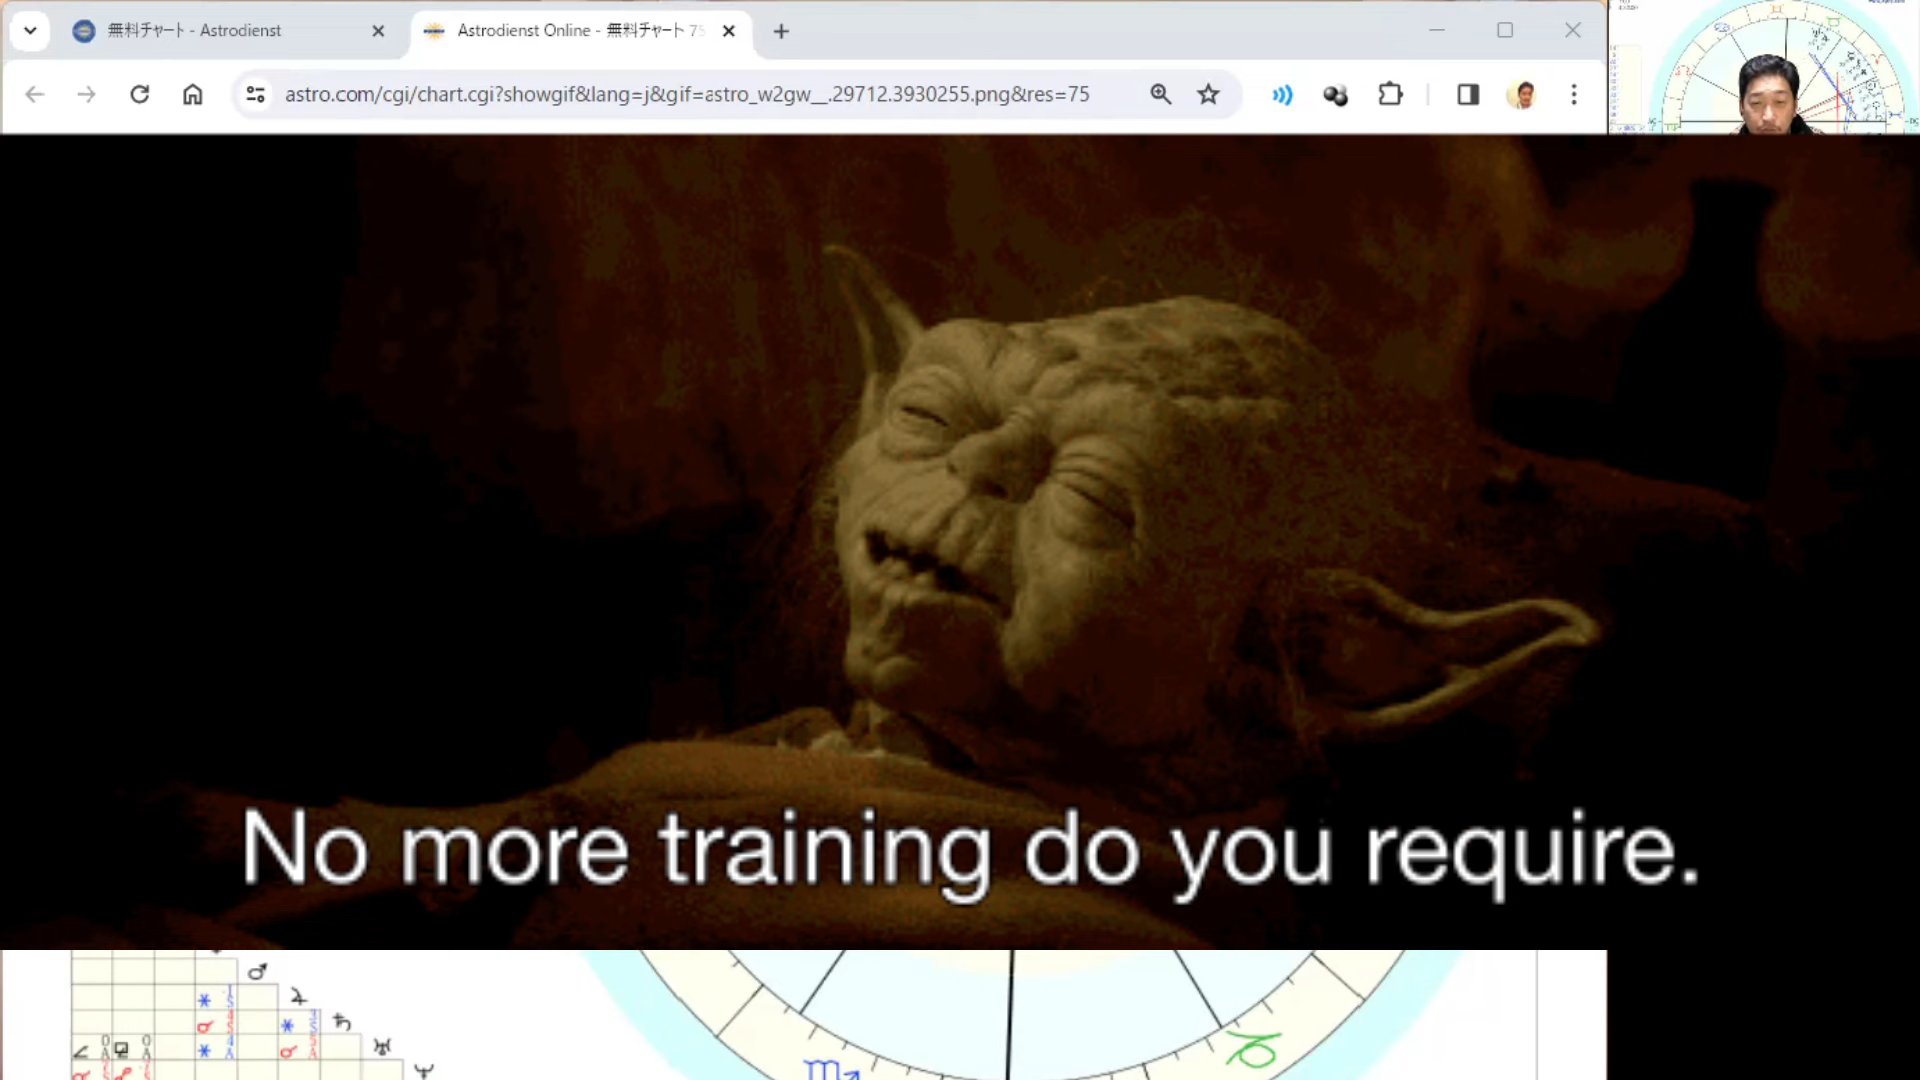 無料チャート - Astrodienst
Astrodienst Online - 無料チャート 75
astro.com/cgi/chart.cgi?showgif&lang=j&gif=astro_w2gw__.29712.3930255.png&res=75
No more training do you require.